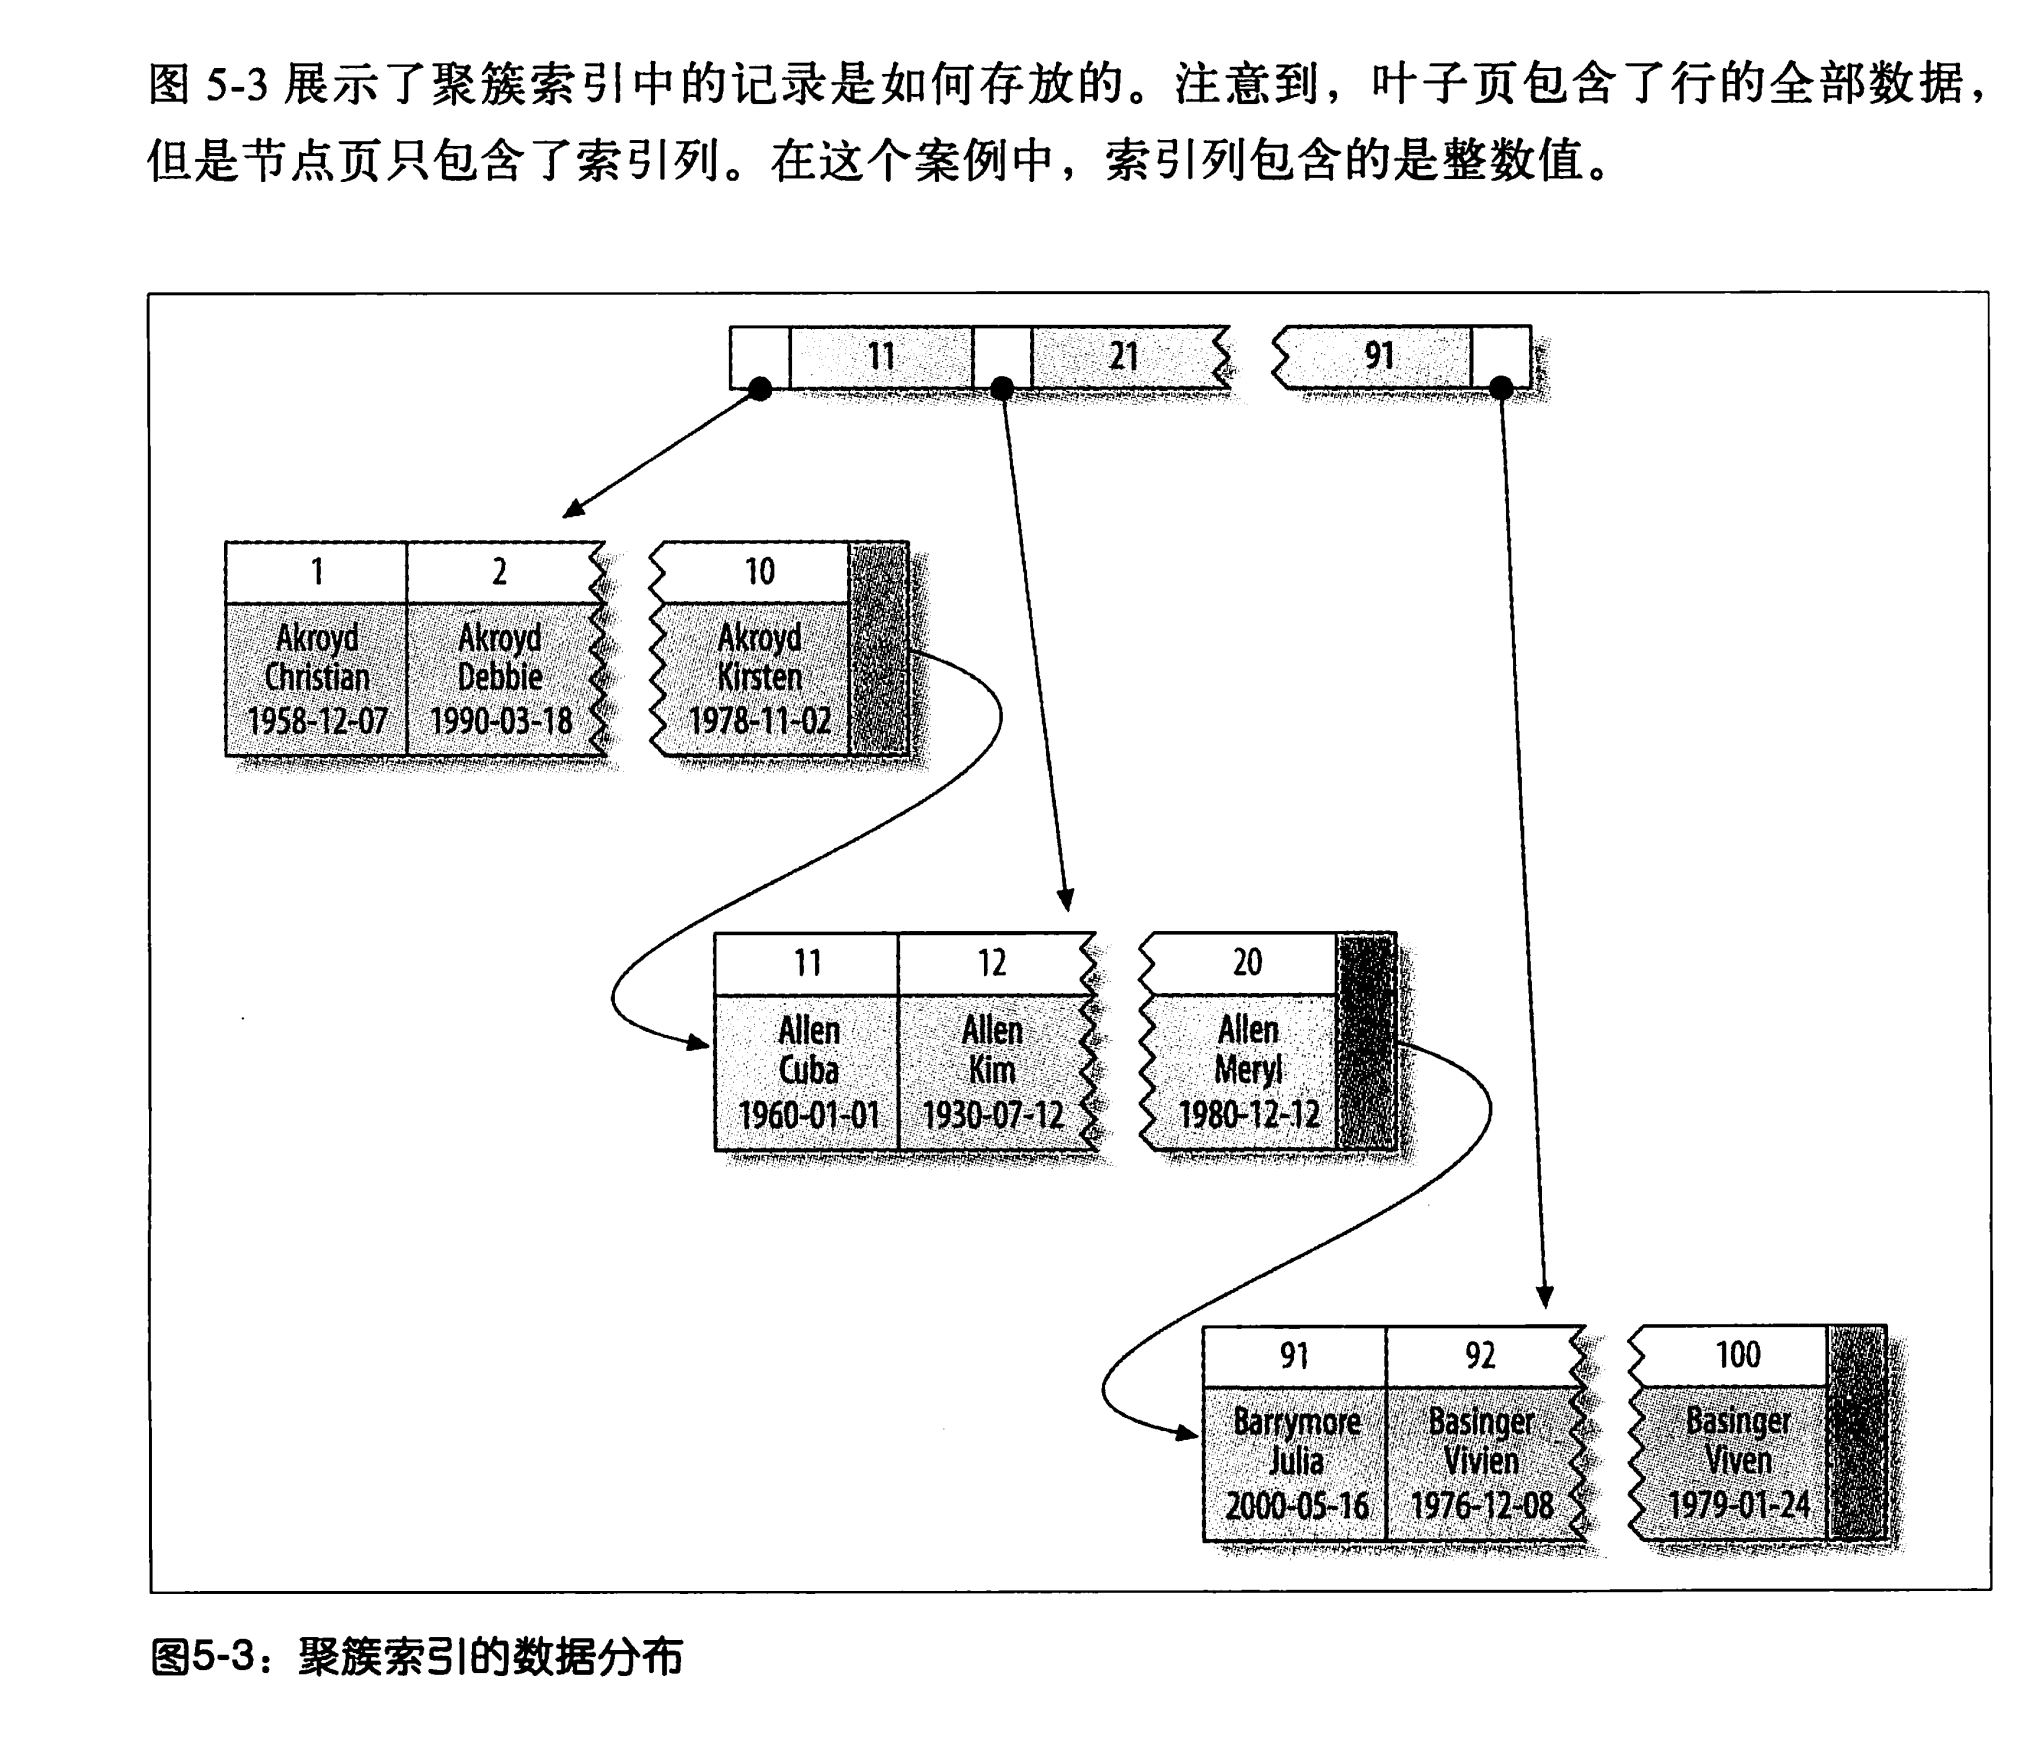 图 5-3 展示了聚簇索引中的记录是如何存放的。注意到，叶子页包含了行的全部数据，
但是节点页只包含了索引列。在这个案例中，索引列包含的是整数值。
11 21 91
1 2 10
Akroyd Akroyd Akroyd
Christian Debbie Kirsten
1958-12-07 1990-03-18 1978-11-02
11 12 20
Allen Allen Allen
Cuba Kim Meryl
1960-01-01 1930-07-12 1980-12-12
91 92 100
Barrymore Basinger Basinger
Julia Vivien Viven
2000-05-16 1976-12-08 1979-01-24
图5-3：聚簇索引的数据分布